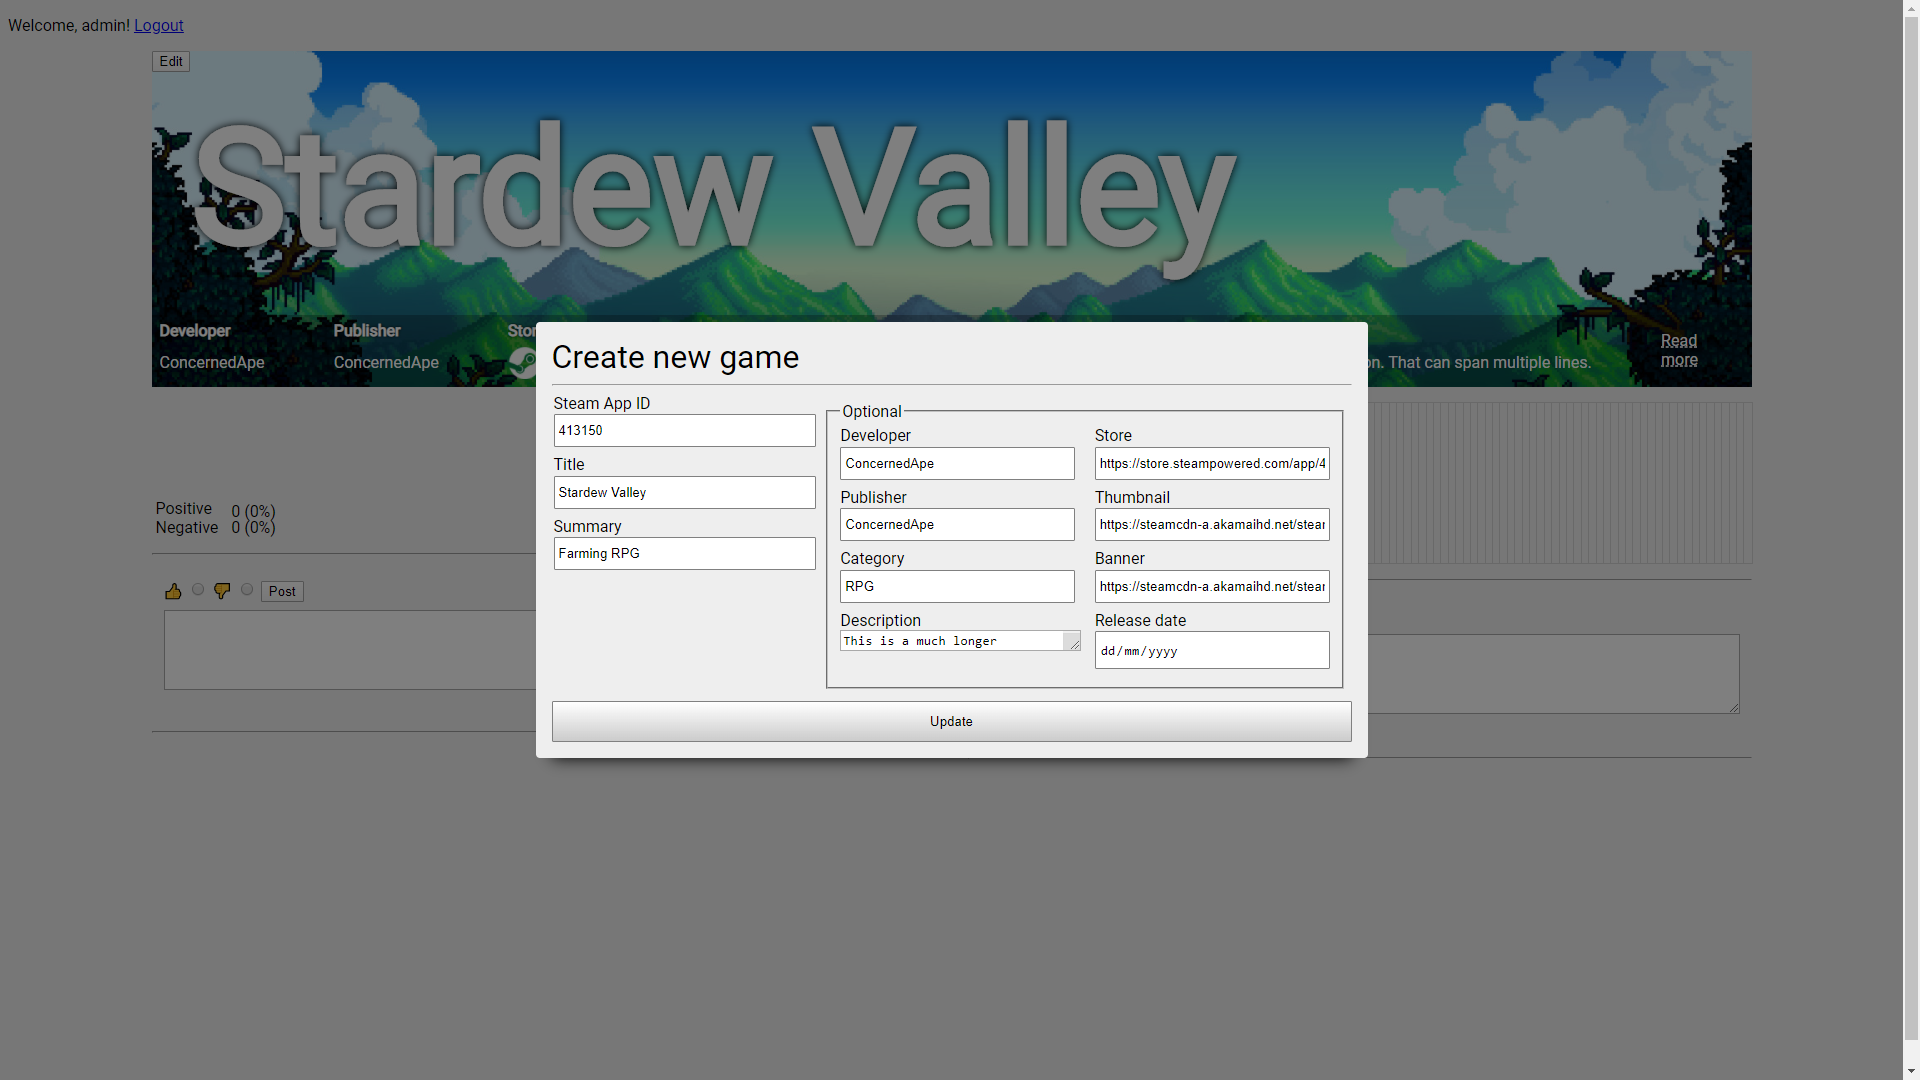 Welcome, admin! Logout
Edit
Stardew Valley
Developer
ConcernedApe
Publisher
ConcernedApe
on. That can span multiple lines.
Read
more
Positive 0 (0%)
Negative 0 (0%)
Post
Create new game
Steam App ID
413150
Title
Stardew Valley
Summary
Farming RPG
Optional
Developer
ConcernedApe
Publisher
ConcernedApe
Category
RPG
Description
This is a much longer
Store
https://store.steampowered.com/app/4
Thumbnail
https://steamcdn-a.akamaihd.net/stear
Banner
https://steamcdn-a.akamaihd.net/stear
Release date
dd/mm/yyyy
Update